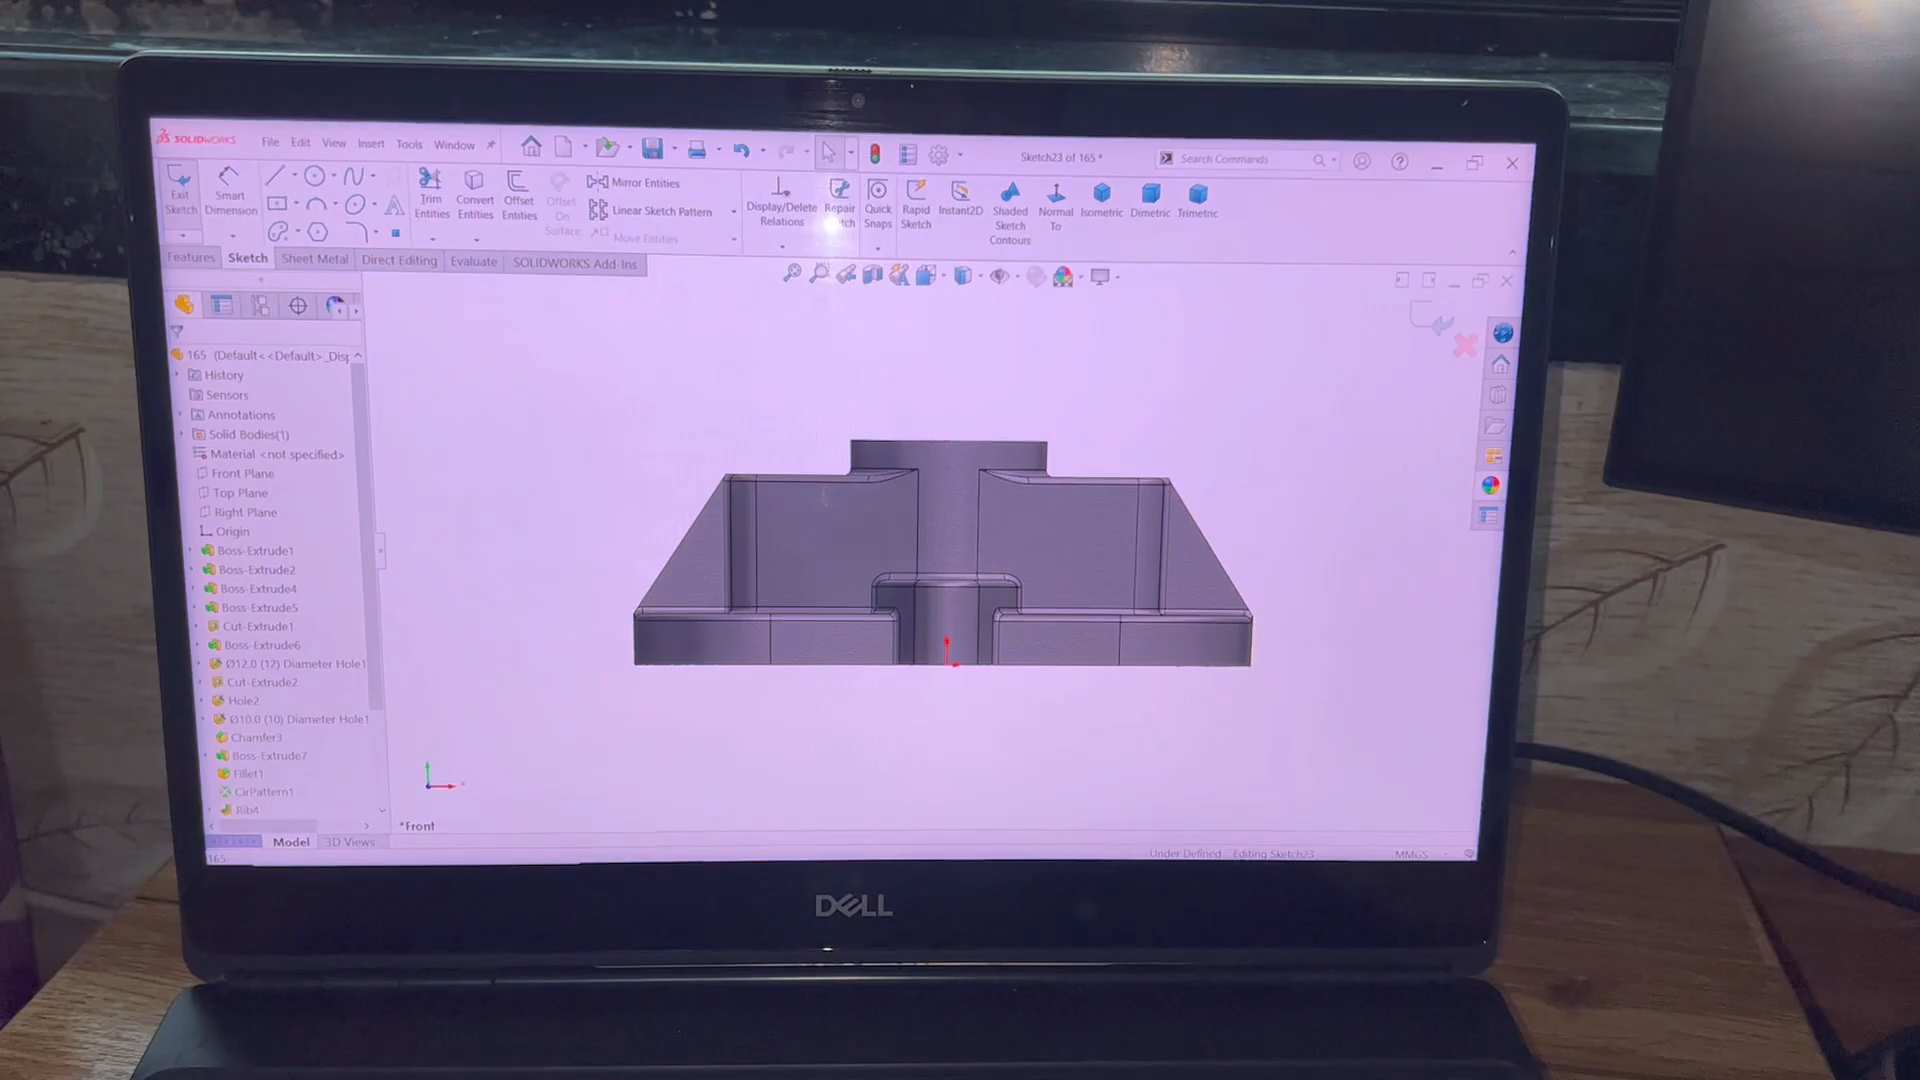 SOLIDWORKS File Edit View Insert Tools Window Sketch23 of 165 * Search Commands
Exit Sketch
Smart Dimension
Trim Entities
Convert Entities
Offset Entities
Offset On Surface
Mirror Entities
Linear Sketch Pattern
Move Entities
Display/Delete Relations
Repair
Quick Snaps
Rapid Sketch
Instant2D
Shaded Sketch Contours
Normal To
Isometric
Dimetric
Trimetric
Features Sketch Sheet Metal Direct Editing Evaluate SOLIDWORKS Add-Ins
165 (Default<<Default>_Disp
History
Sensors
Annotations
Solid Bodies(1)
Material <not specified>
Front Plane
Top Plane
Right Plane
Origin
Boss-Extrude1
Boss-Extrude2
Boss-Extrude4
Boss-Extrude5
Cut-Extrude1
Boss-Extrude6
Ø12.0 (12) Diameter Hole1
Cut-Extrude2
Hole2
Ø10.0 (10) Diameter Hole1
Chamfer3
Boss-Extrude7
Fillet1
CirPattern1
Rib4
*Front
Model 3D Views
165 Under Defined Editing Sketch23 MMGS
DELL